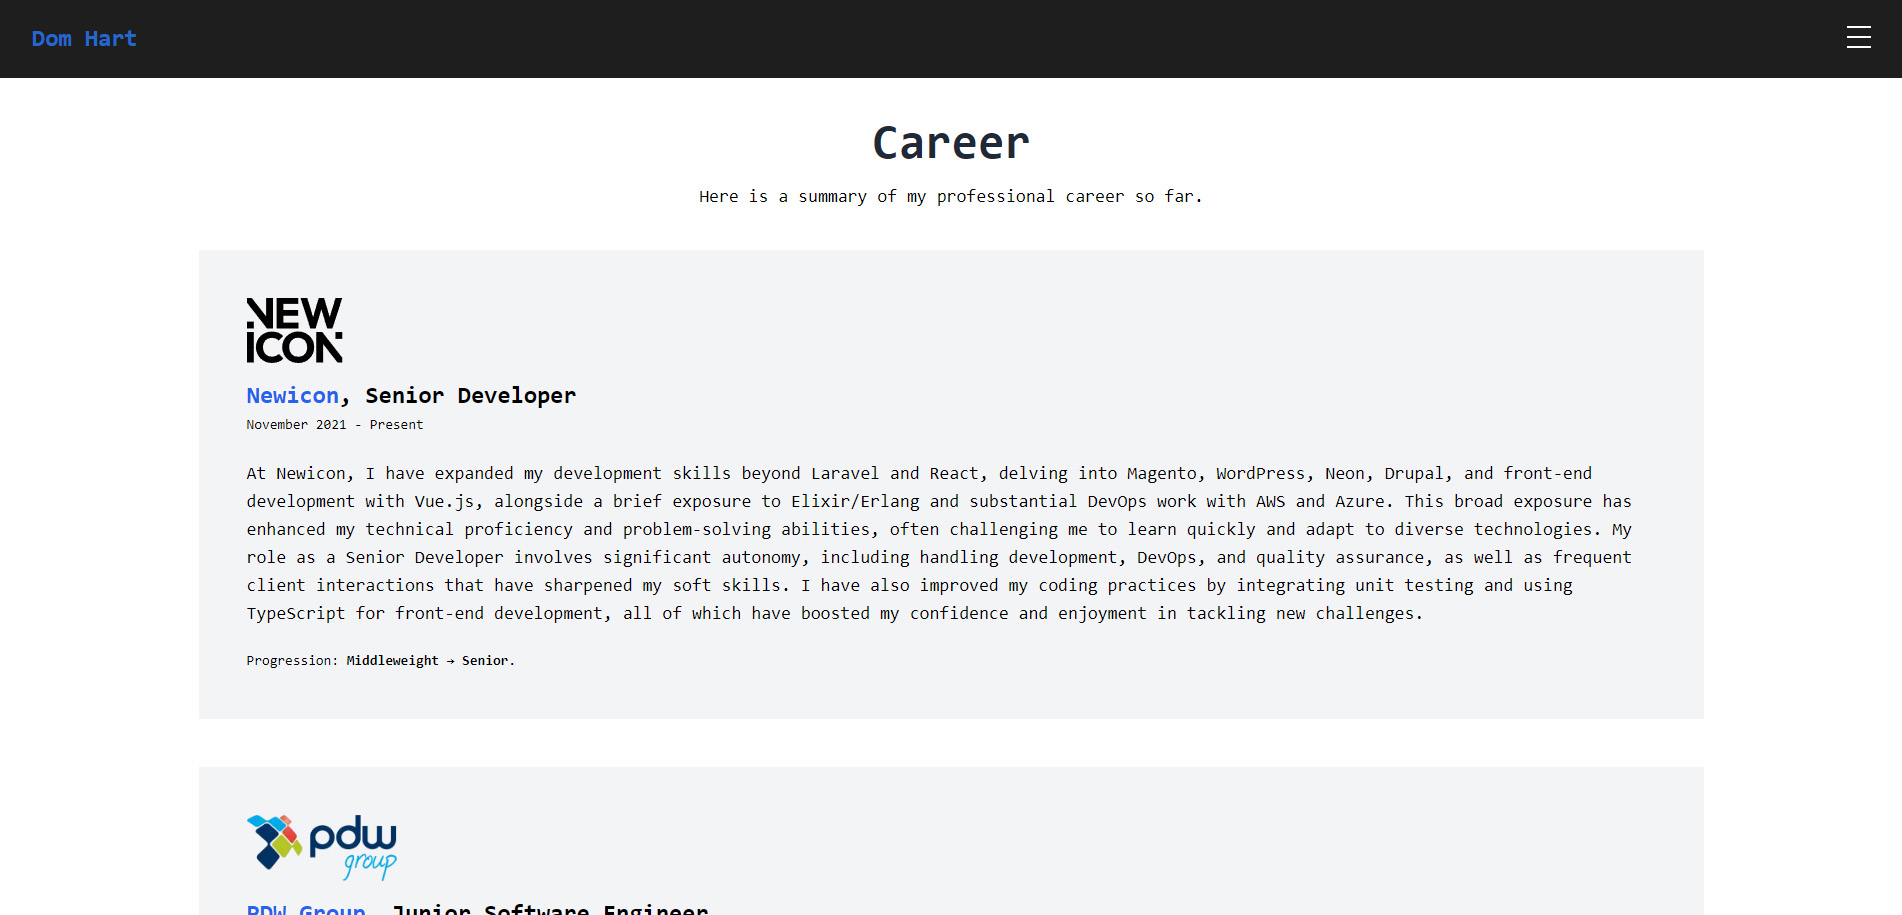 Dom Hart
Career
Here is a summary of my professional career so far.
NEW
ICON
Newicon, Senior Developer
November 2021 - Present
At Newicon, I have expanded my development skills beyond Laravel and React, delving into Magento, WordPress, Neon, Drupal, and front-end
development with Vue.js, alongside a brief exposure to Elixir/Erlang and substantial DevOps work with AWS and Azure. This broad exposure has
enhanced my technical proficiency and problem-solving abilities, often challenging me to learn quickly and adapt to diverse technologies. My
role as a Senior Developer involves significant autonomy, including handling development, DevOps, and quality assurance, as well as frequent
client interactions that have sharpened my soft skills. I have also improved my coding practices by integrating unit testing and using
TypeScript for front-end development, all of which have boosted my confidence and enjoyment in tackling new challenges.
Progression: Middleweight → Senior.
pdw
group
PDW Group, Junior Software Engineer